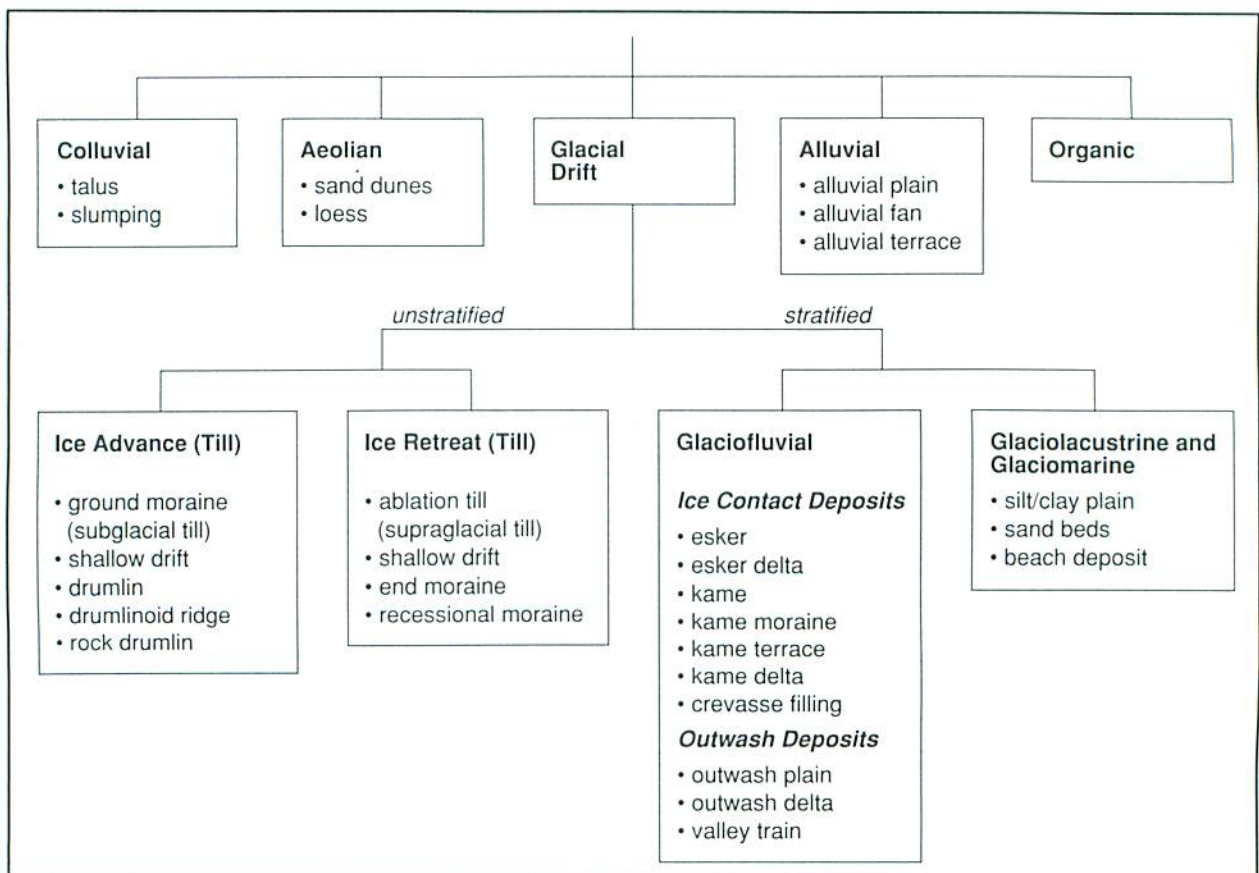 Colluvial
• talus
• slumping
Aeolian
• sand dunes
• loess
Glacial
Drift
Alluvial
• alluvial plain
• alluvial fan
• alluvial terrace
Organic
unstratified
stratified
Ice Advance (Till)
• ground moraine
(subglacial till)
• shallow drift
• drumlin
• drumlinoid ridge
• rock drumlin
Ice Retreat (Till)
• ablation till
(supraglacial till)
• shallow drift
• end moraine
• recessional moraine
Glaciofluvial
Ice Contact Deposits
• esker
• esker delta
• kame
• kame moraine
• kame terrace
• kame delta
• crevasse filling
Outwash Deposits
• outwash plain
• outwash delta
• valley train
Glaciolacustrine and
Glaciomarine
• silt/clay plain
• sand beds
• beach deposit